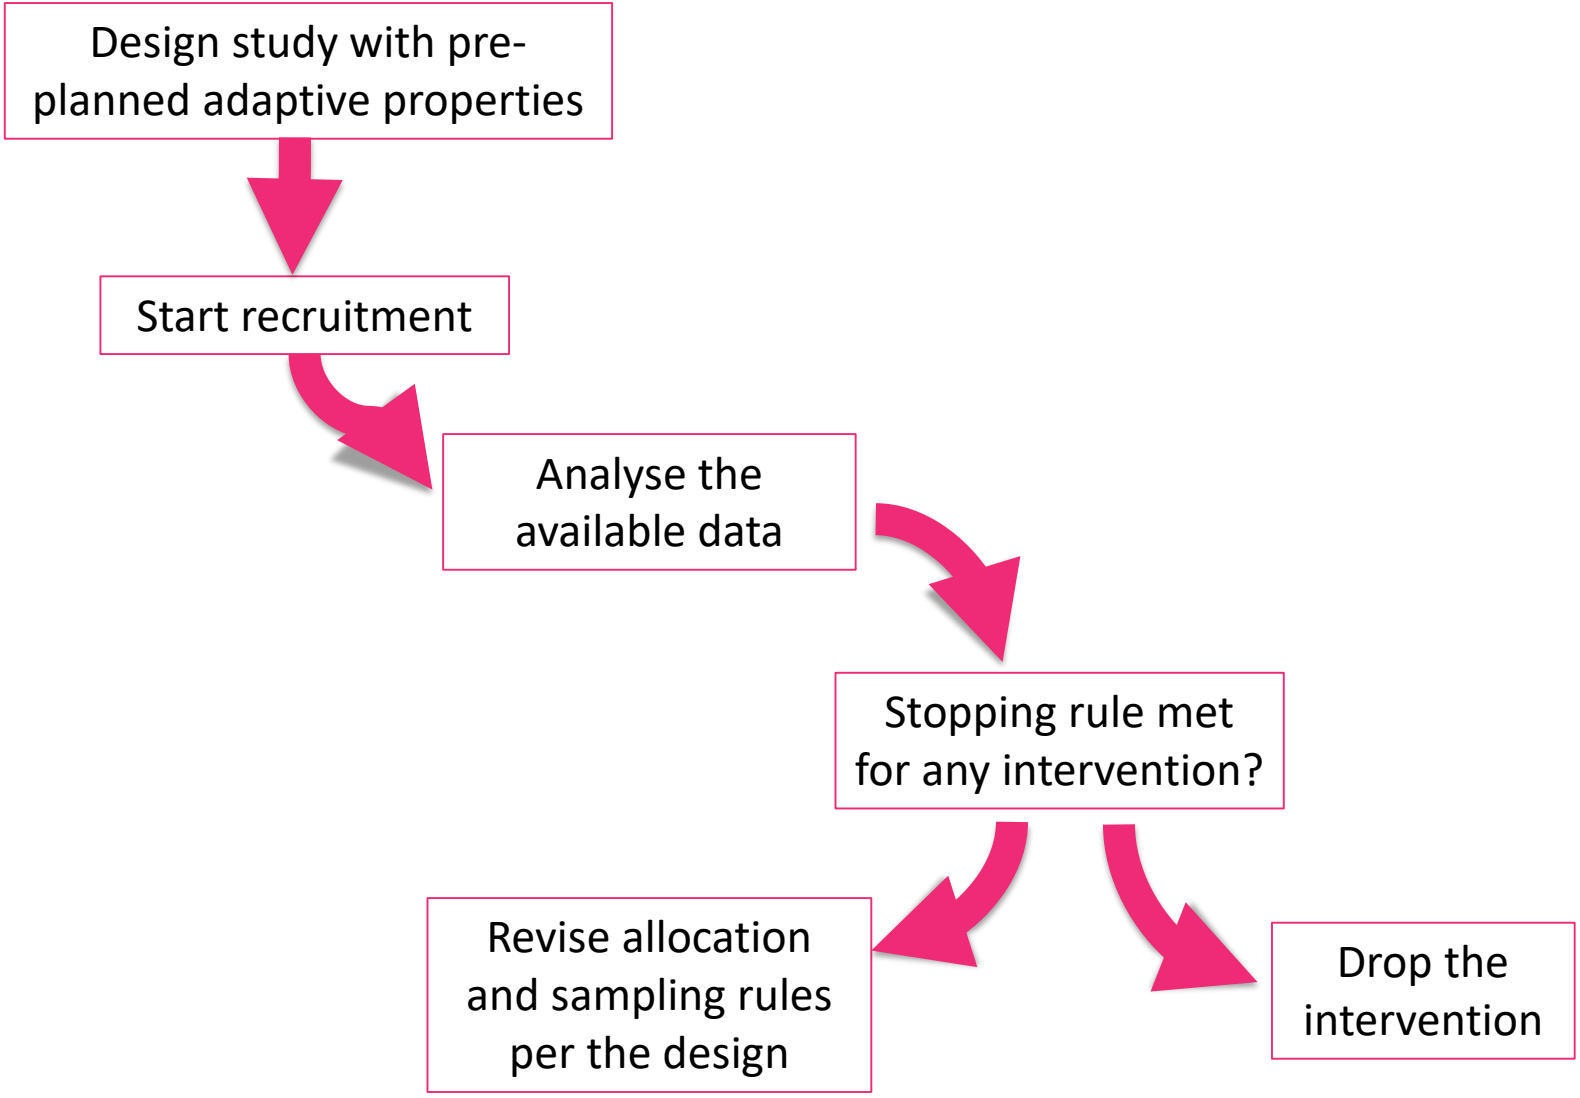 Design study with pre-
planned adaptive properties
Start recruitment
Analyse the
available data
Stopping rule met
for any intervention?
Revise allocation
and sampling rules
per the design
Drop the
intervention